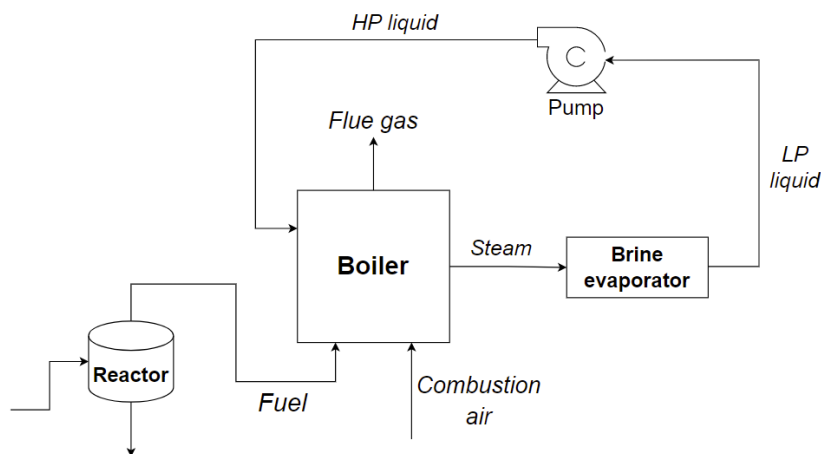 HP liquid
Pump
Flue gas
LP
liquid
Boiler
Steam
Brine
evaporator
Reactor
Fuel
Combustion
air